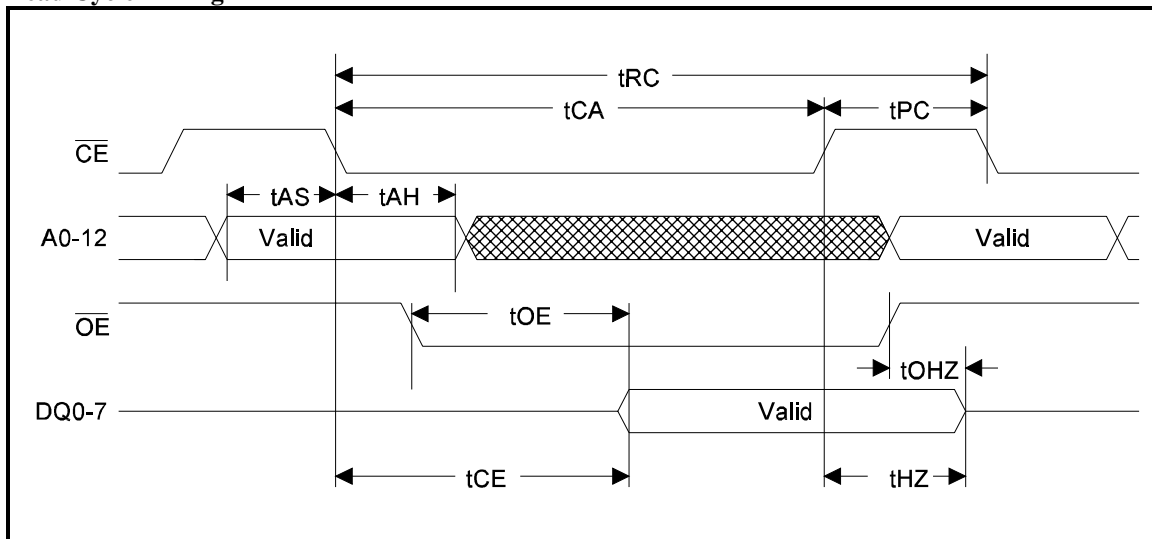 tRC
tCA tPC
CE
tAS tAH
A0-12 Valid Valid
OE tOE
tOHZ
DQ0-7 Valid
tCE tHZ